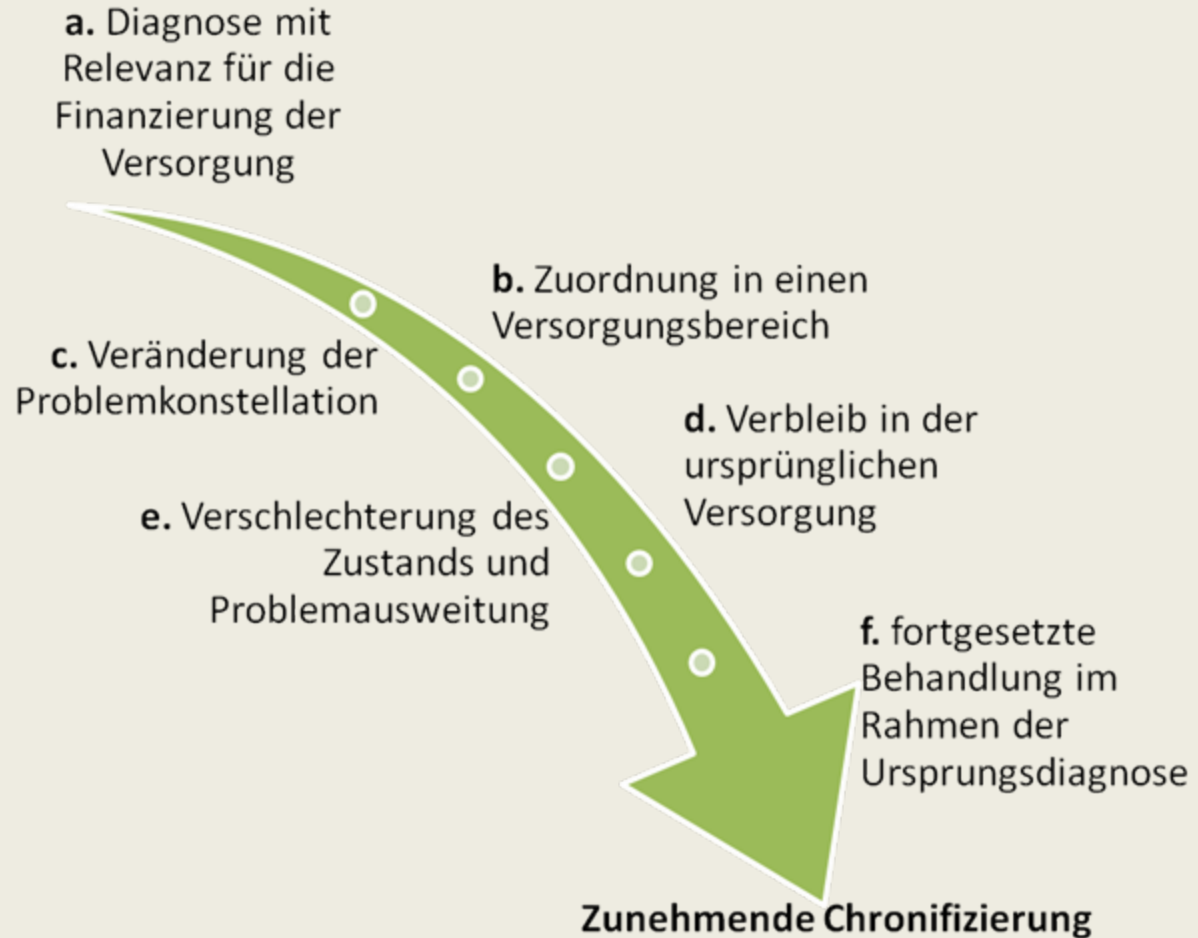 a. Diagnose mit
Relevanz für die
Finanzierung der
Versorgung
b. Zuordnung in einen
Versorgungsbereich
c. Veränderung der
Problemkonstellation
d. Verbleib in der
ursprünglichen
Versorgung
e. Verschlechterung des
Zustands und
Problemausweitung
f. fortgesetzte
Behandlung im
Rahmen der
Ursprungsdiagnose
Zunehmende Chronifizierung